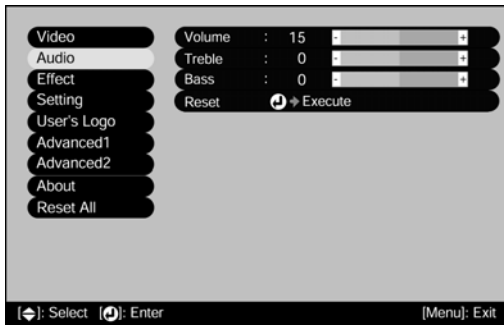 Video
Audio
Effect
Setting
User's Logo
Advanced1
Advanced2
About
Reset All
Volume : 15 - +
Treble : 0 - +
Bass : 0 - +
Reset Execute
[ ]: Select [ ]: Enter [Menu]: Exit